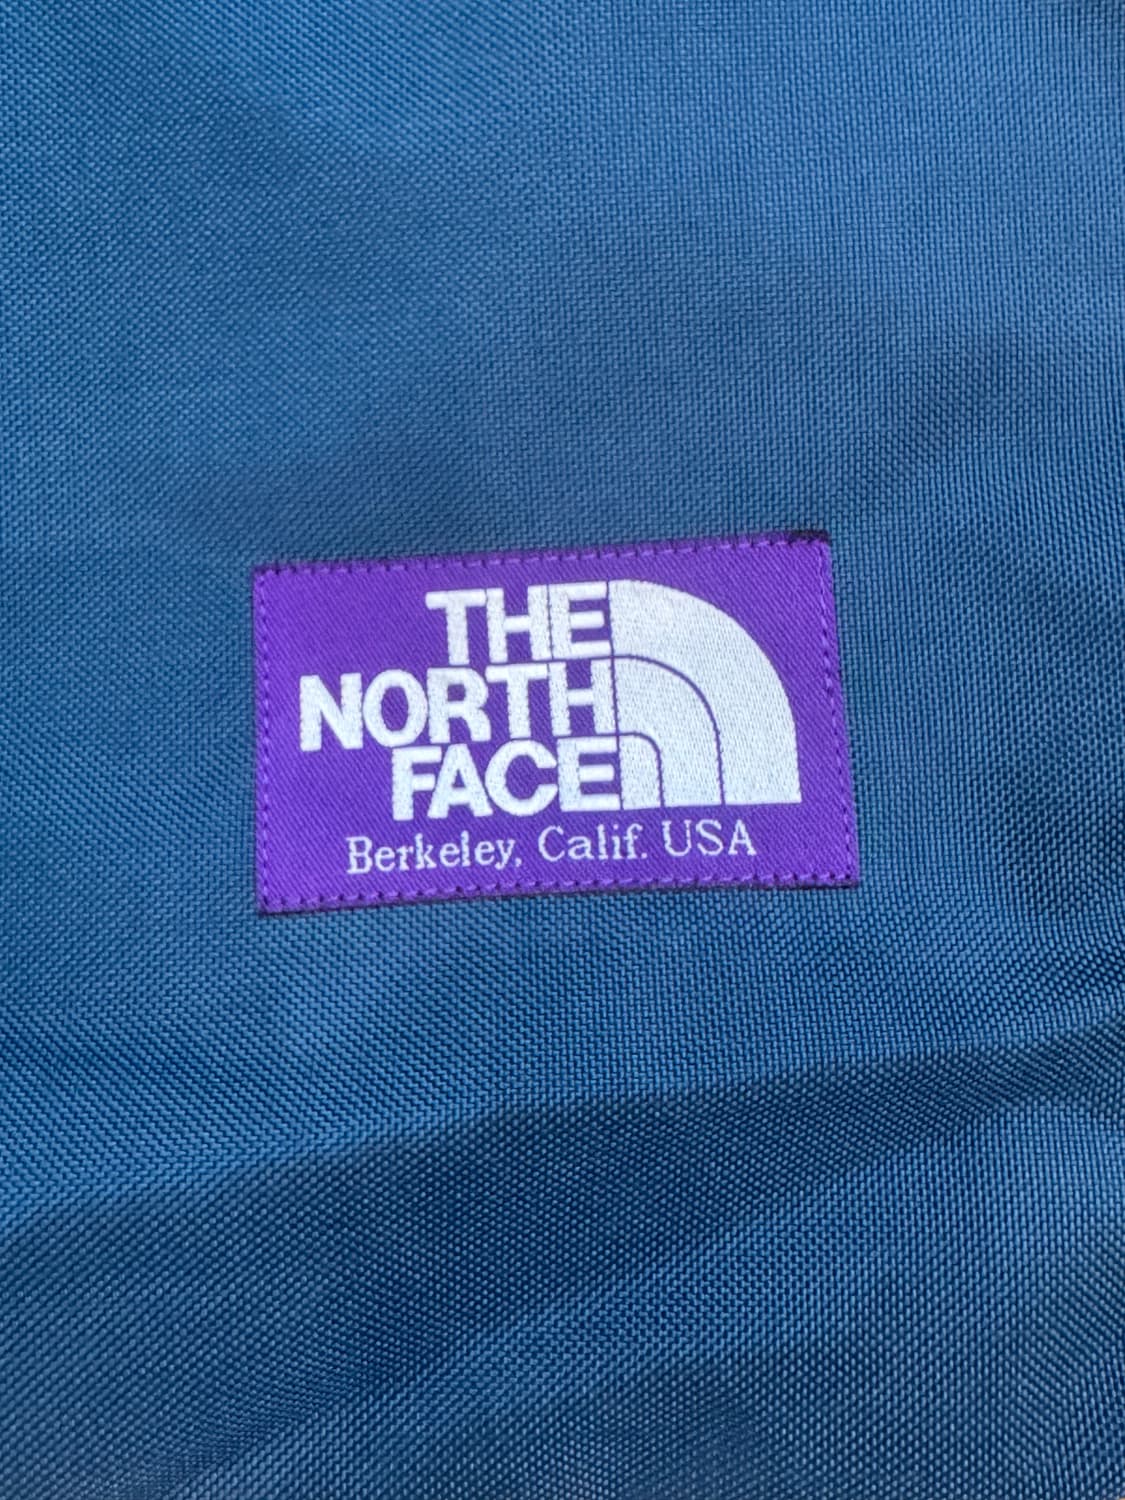 THE
NORTH
FACE
Berkeley, Calif. USA